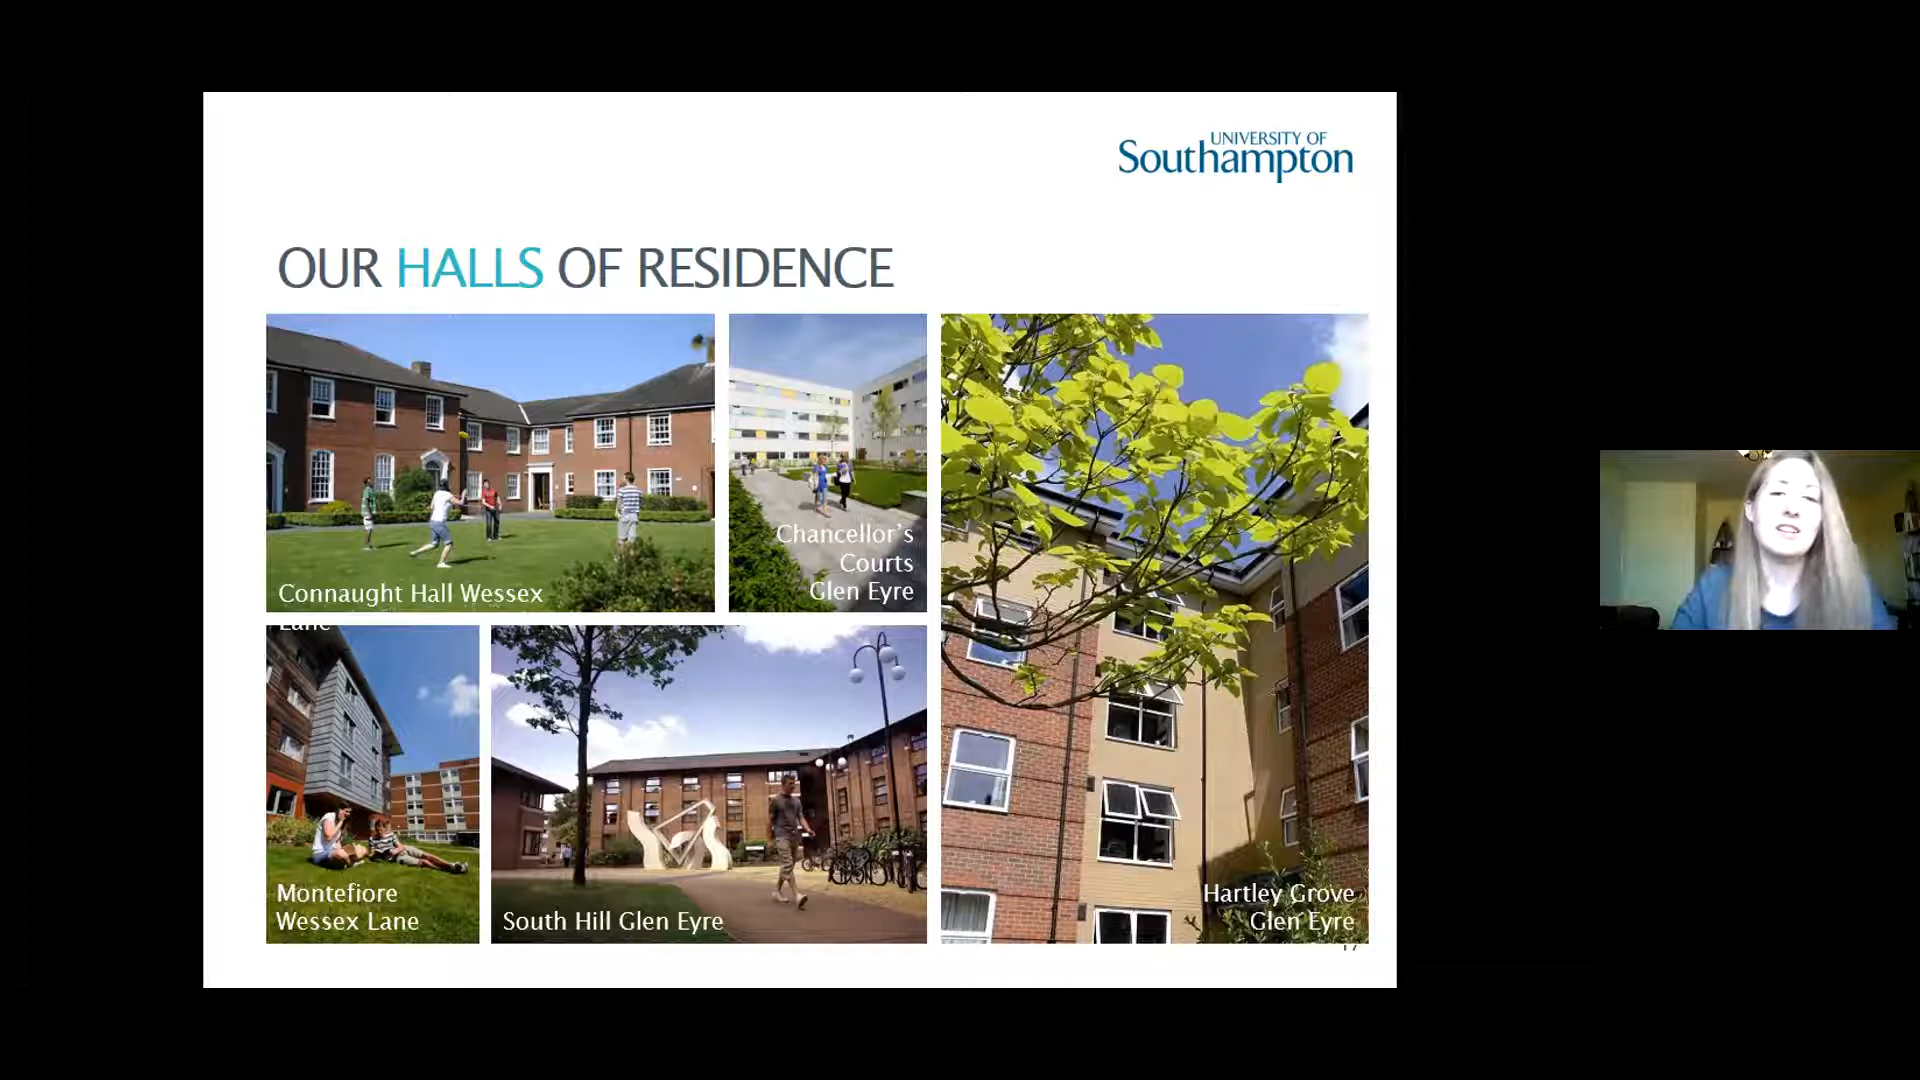 UNIVERSITY OF
Southampton
OUR HALLS OF RESIDENCE
Connaught Hall Wessex
Lane
Chancellor's
Courts
Glen Eyre
Montefiore
Wessex Lane
South Hill Glen Eyre
Hartley Grove
Glen Eyre
17